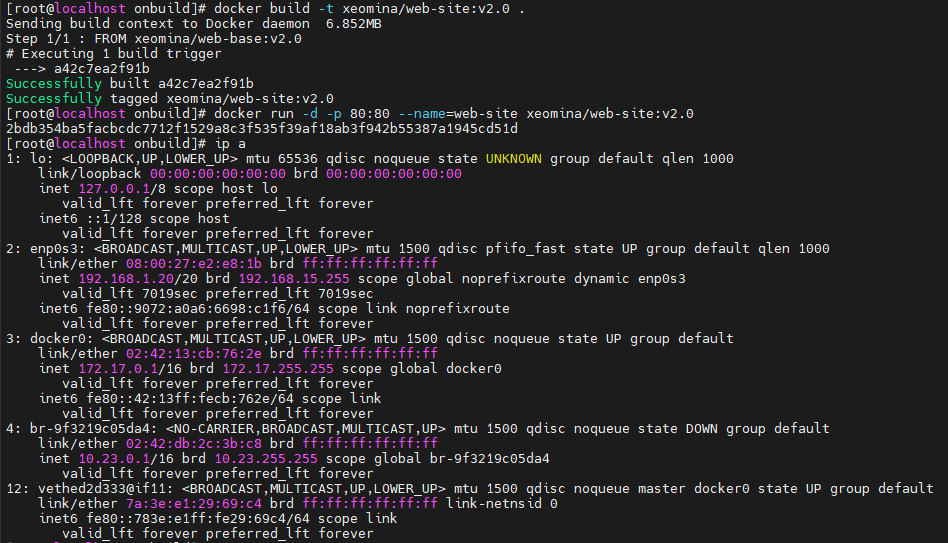 [root@localhost onbuild]# docker build -t xeomina/web-site:v2.0 .
Sending build context to Docker daemon  6.852MB
Step 1/1 : FROM xeomina/web-base:v2.0
# Executing 1 build trigger
 ---> a42c7ea2f91b
Successfully built a42c7ea2f91b
Successfully tagged xeomina/web-site:v2.0
[root@localhost onbuild]# docker run -d -p 80:80 --name=web-site xeomina/web-site:v2.0
2bdb354ba5facbcdc7712f1529a8c3f535f39af18ab3f942b55387a1945cd51d
[root@localhost onbuild]# ip a
1: lo: <LOOPBACK,UP,LOWER_UP> mtu 65536 qdisc noqueue state UNKNOWN group default qlen 1000
    link/loopback 00:00:00:00:00:00 brd 00:00:00:00:00:00
    inet 127.0.0.1/8 scope host lo
       valid_lft forever preferred_lft forever
    inet6 ::1/128 scope host
       valid_lft forever preferred_lft forever
2: enp0s3: <BROADCAST,MULTICAST,UP,LOWER_UP> mtu 1500 qdisc pfifo_fast state UP group default qlen 1000
    link/ether 08:00:27:e2:e8:1b brd ff:ff:ff:ff:ff:ff
    inet 192.168.1.20/20 brd 192.168.15.255 scope global noprefixroute dynamic enp0s3
       valid_lft 7019sec preferred_lft 7019sec
    inet6 fe80::9072:a0a6:6698:c1f6/64 scope link noprefixroute
       valid_lft forever preferred_lft forever
3: docker0: <BROADCAST,MULTICAST,UP,LOWER_UP> mtu 1500 qdisc noqueue state UP group default
    link/ether 02:42:13:cb:76:2e brd ff:ff:ff:ff:ff:ff
    inet 172.17.0.1/16 brd 172.17.255.255 scope global docker0
       valid_lft forever preferred_lft forever
    inet6 fe80::42:13ff:fecb:762e/64 scope link
       valid_lft forever preferred_lft forever
4: br-9f3219c05da4: <NO-CARRIER,BROADCAST,MULTICAST,UP> mtu 1500 qdisc noqueue state DOWN group default
    link/ether 02:42:db:2c:3b:c8 brd ff:ff:ff:ff:ff:ff
    inet 10.23.0.1/16 brd 10.23.255.255 scope global br-9f3219c05da4
       valid_lft forever preferred_lft forever
12: vethed2d333@if11: <BROADCAST,MULTICAST,UP,LOWER_UP> mtu 1500 qdisc noqueue master docker0 state UP group default
    link/ether 7a:3e:e1:29:69:c4 brd ff:ff:ff:ff:ff:ff link-netnsid 0
    inet6 fe80::783e:e1ff:fe29:69c4/64 scope link
       valid_lft forever preferred_lft forever